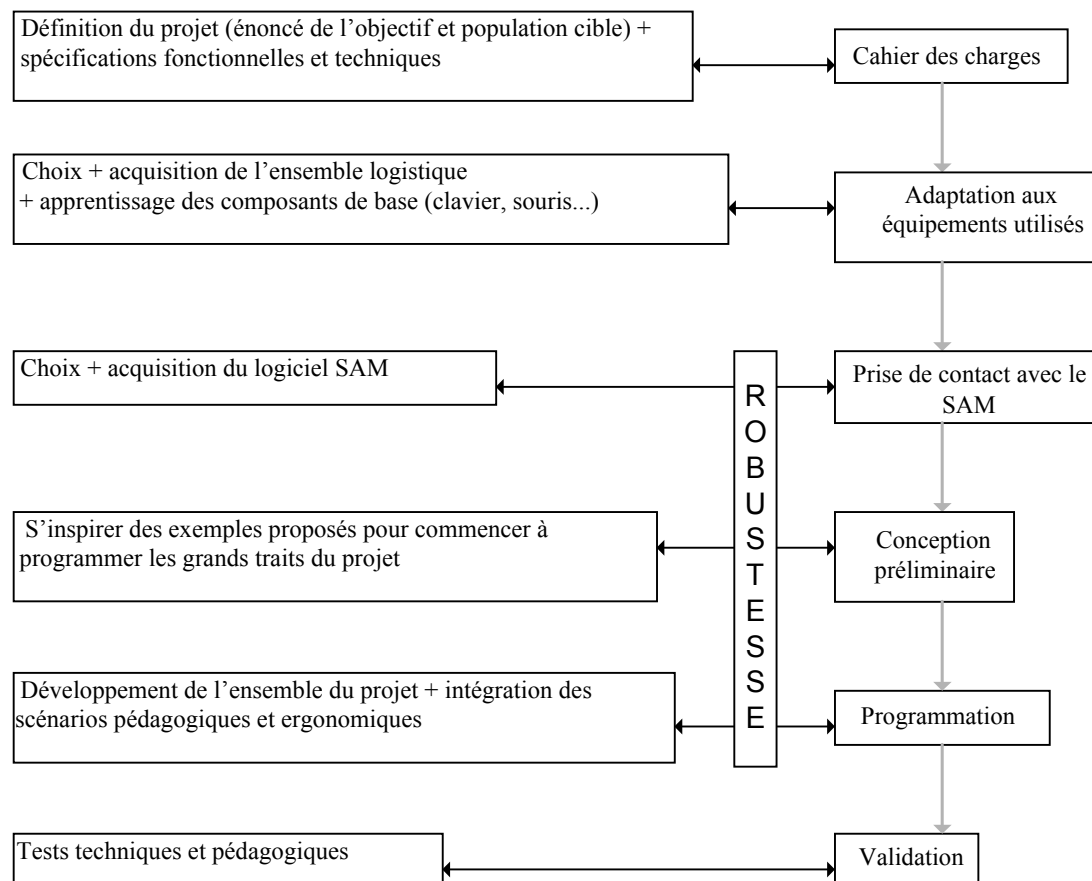 Définition du projet (énoncé de l’objectif et population cible) +
spécifications fonctionnelles et techniques
Cahier des charges
Choix + acquisition de l’ensemble logistique
+ apprentissage des composants de base (clavier, souris...)
Adaptation aux
équipements utilisés
Choix + acquisition du logiciel SAM
Prise de contact avec le
SAM
S’inspirer des exemples proposés pour commencer à
programmer les grands traits du projet
Conception
préliminaire
Développement de l’ensemble du projet + intégration des
scénarios pédagogiques et ergonomiques
Programmation
R
O
B
U
S
T
E
S
S
E
Tests techniques et pédagogiques
Validation